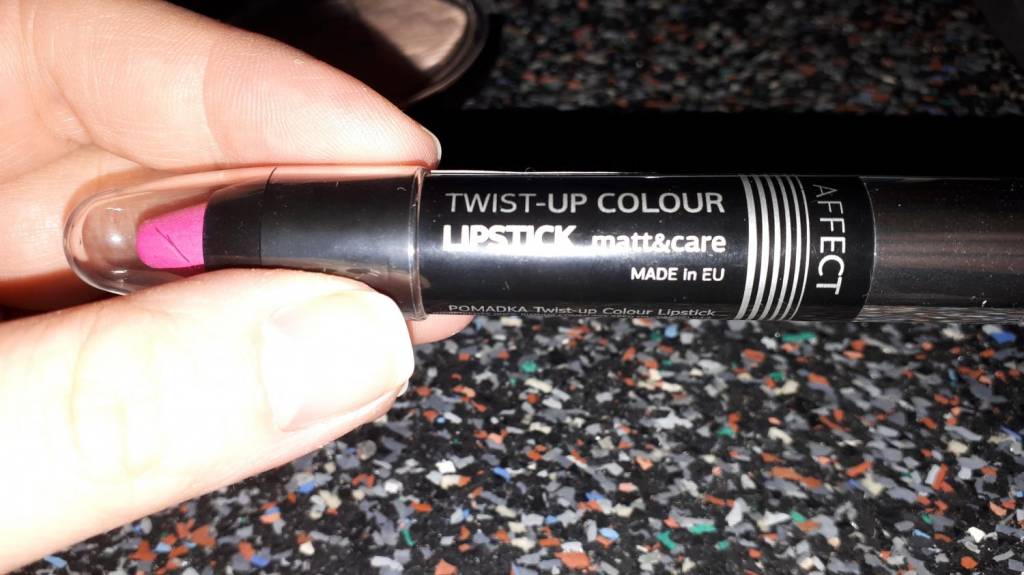 TWIST-UP COLOUR
LIPSTICK matt&care
MADE in EU
POMADKA Twist-up Colour Lipstick
AFFECT